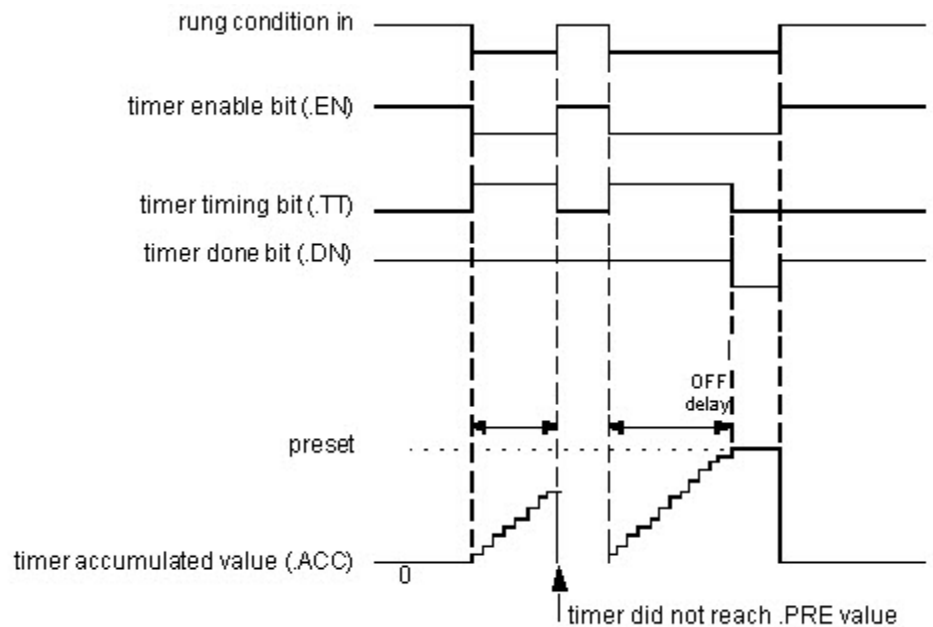 rung condition in
timer enable bit (.EN)
timer timing bit (.TT)
timer done bit (.DN)
OFF
delay
preset
timer accumulated value (.ACC)
0
timer did not reach .PRE value